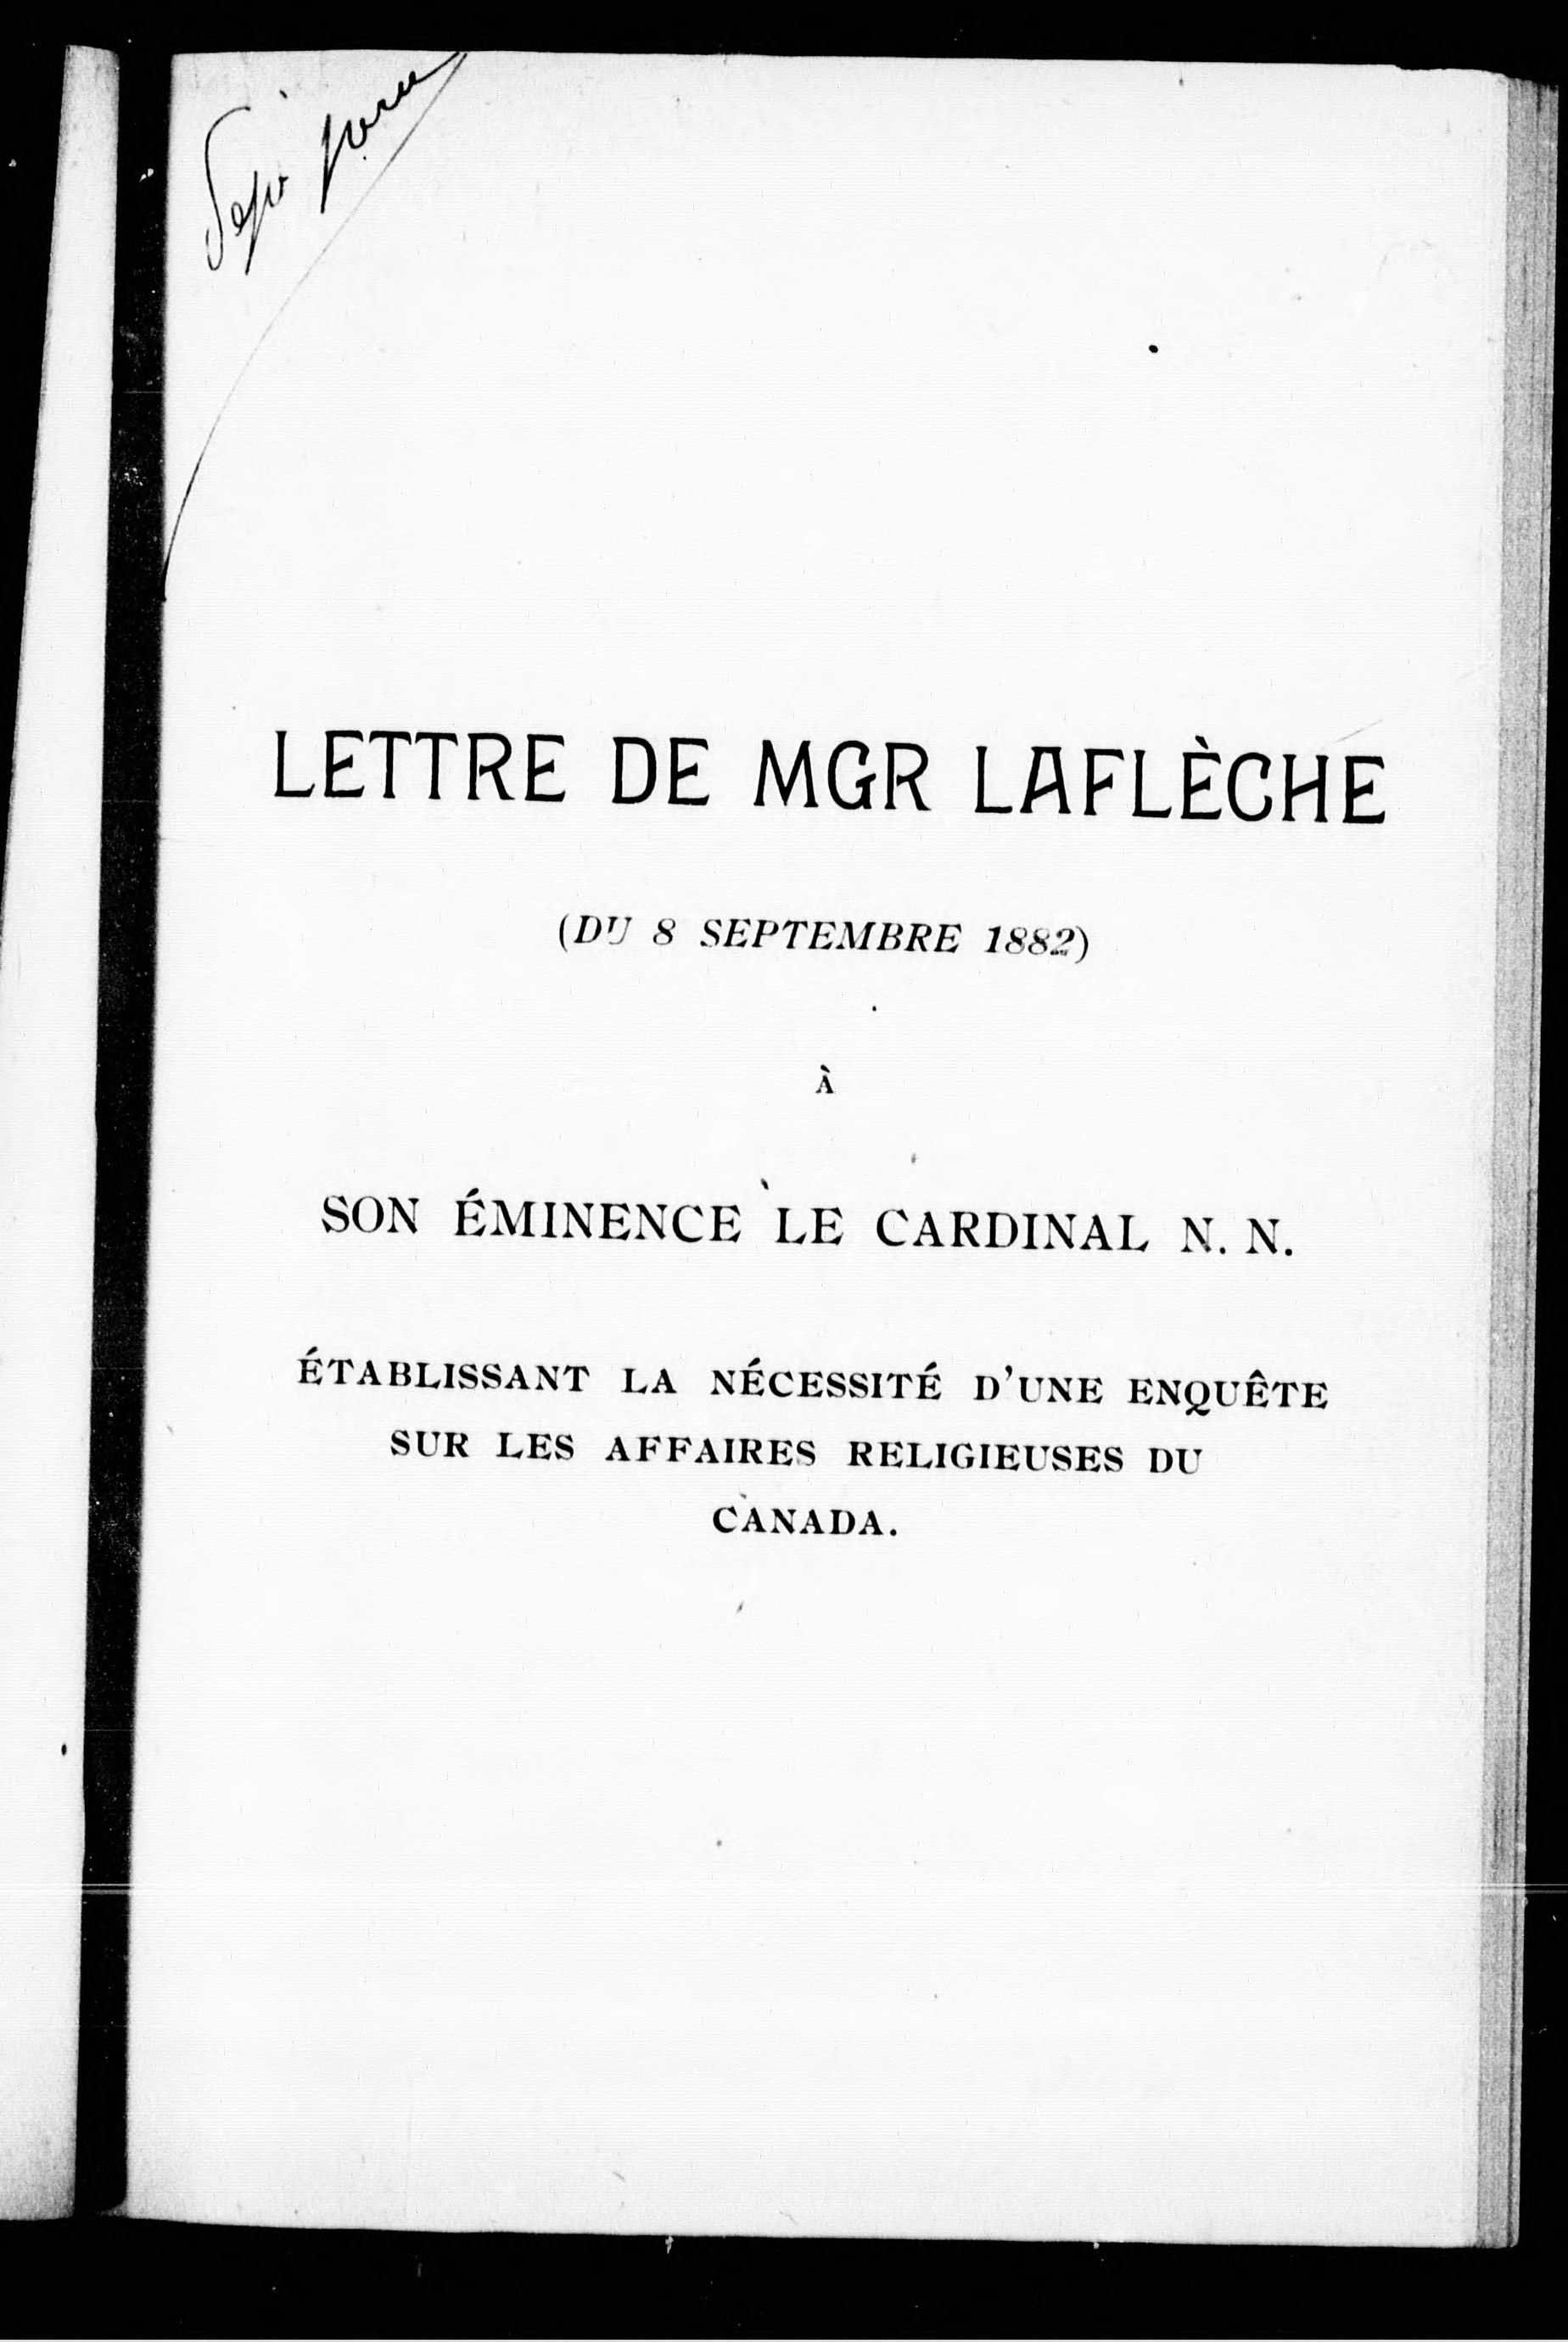 LETTRE DE MGR LAFLÈCHE
(DU 8 SEPTEMBRE 1882)
À
SON ÉMINENCE LE CARDINAL N. N.
ÉTABLISSANT LA NÉCESSITÉ D'UNE ENQUÊTE
SUR LES AFFAIRES RELIGIEUSES DU
CANADA.